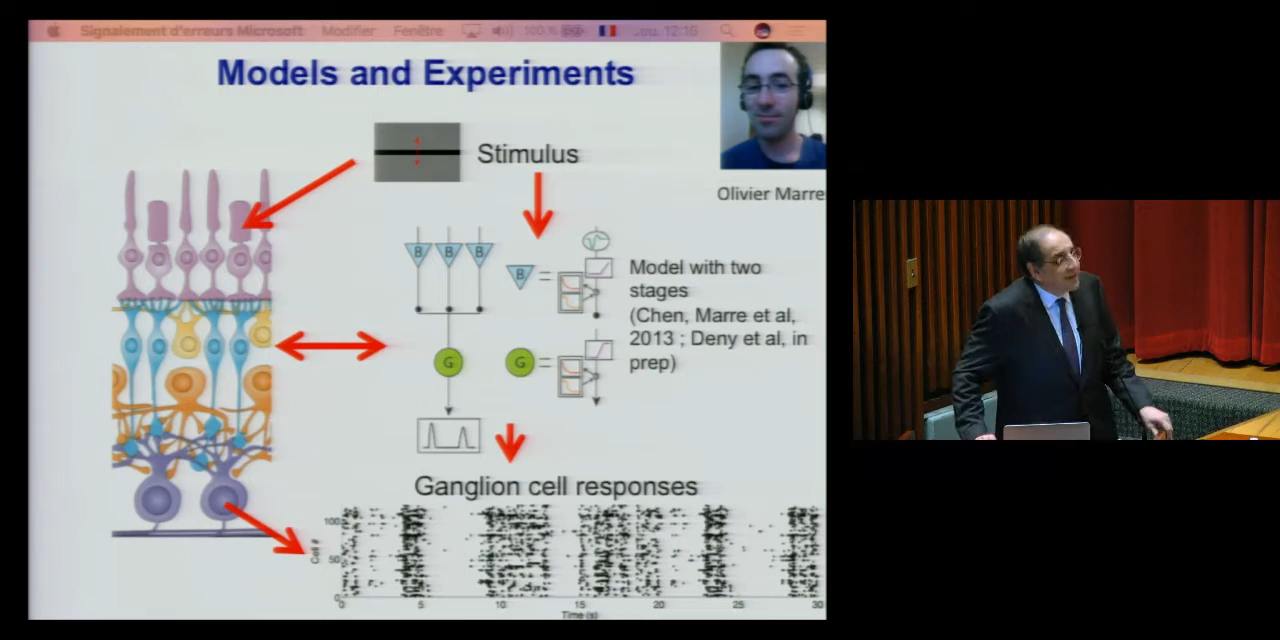 Signalement d'erreurs Microsoft Modifier Fenêtre 100 % 12:16
Models and Experiments
Stimulus
Olivier Marre
B B B B
Model with two
stages
(Chen, Marre et al,
2013 ; Deny et al, in
prep)
G G
Ganglion cell responses
Cell #
100
50
0
0 5 10 15 20 25 30
Time (s)